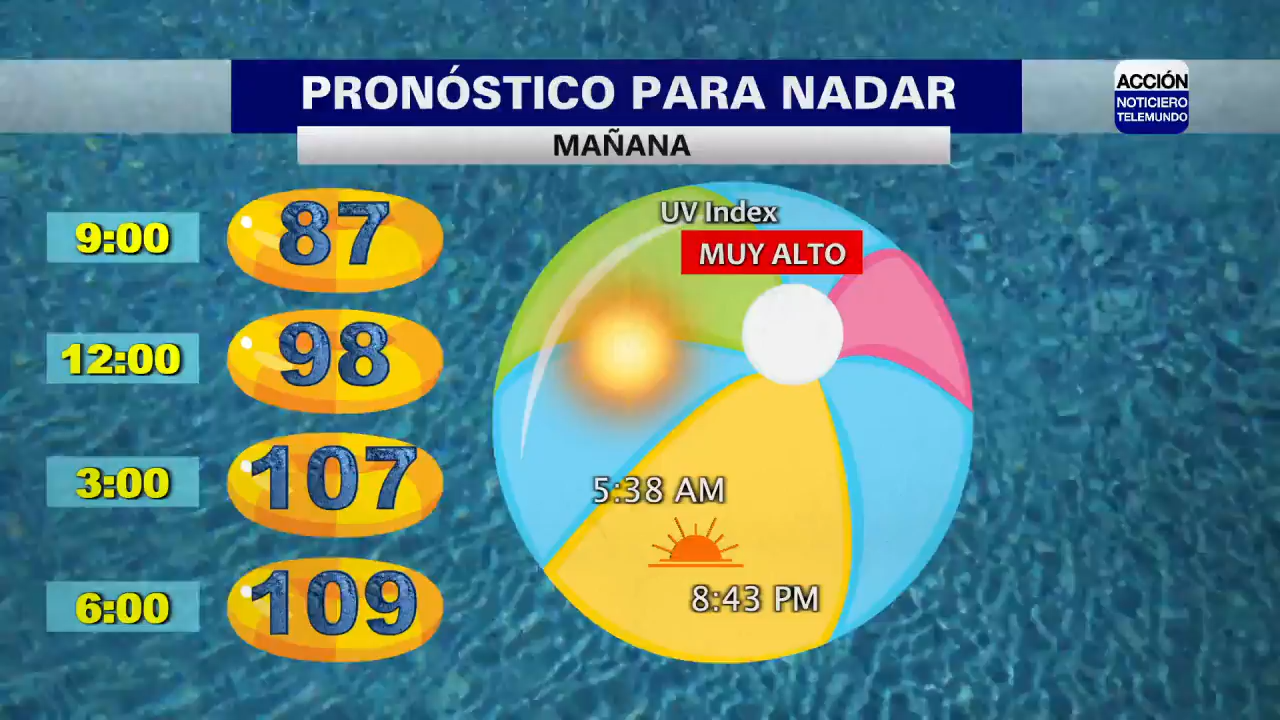 PRONÓSTICO PARA NADAR
MAÑANA
ACCIÓN
NOTICIERO
TELEMUNDO
9:00 87
12:00 98
3:00 107
6:00 109
UV Index
MUY ALTO
5:38 AM
8:43 PM